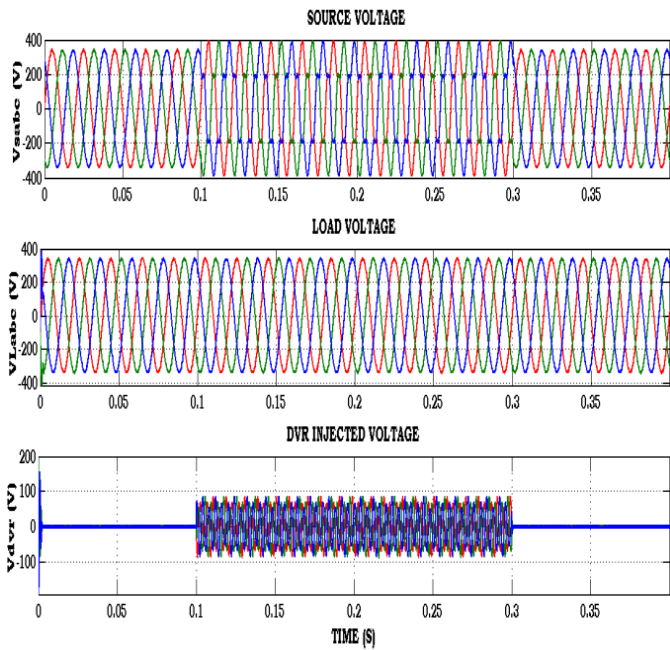 SOURCE VOLTAGE
Vsabc (V)
400
200
0
-200
-400
0 0.05 0.1 0.15 0.2 0.25 0.3 0.35
LOAD VOLTAGE
VLabc (V)
400
200
0
-200
-400
0 0.05 0.1 0.15 0.2 0.25 0.3 0.35
DVR INJECTED VOLTAGE
Vdvr (V)
200
100
0
-100
0 0.05 0.1 0.15 0.2 0.25 0.3 0.35
TIME (S)